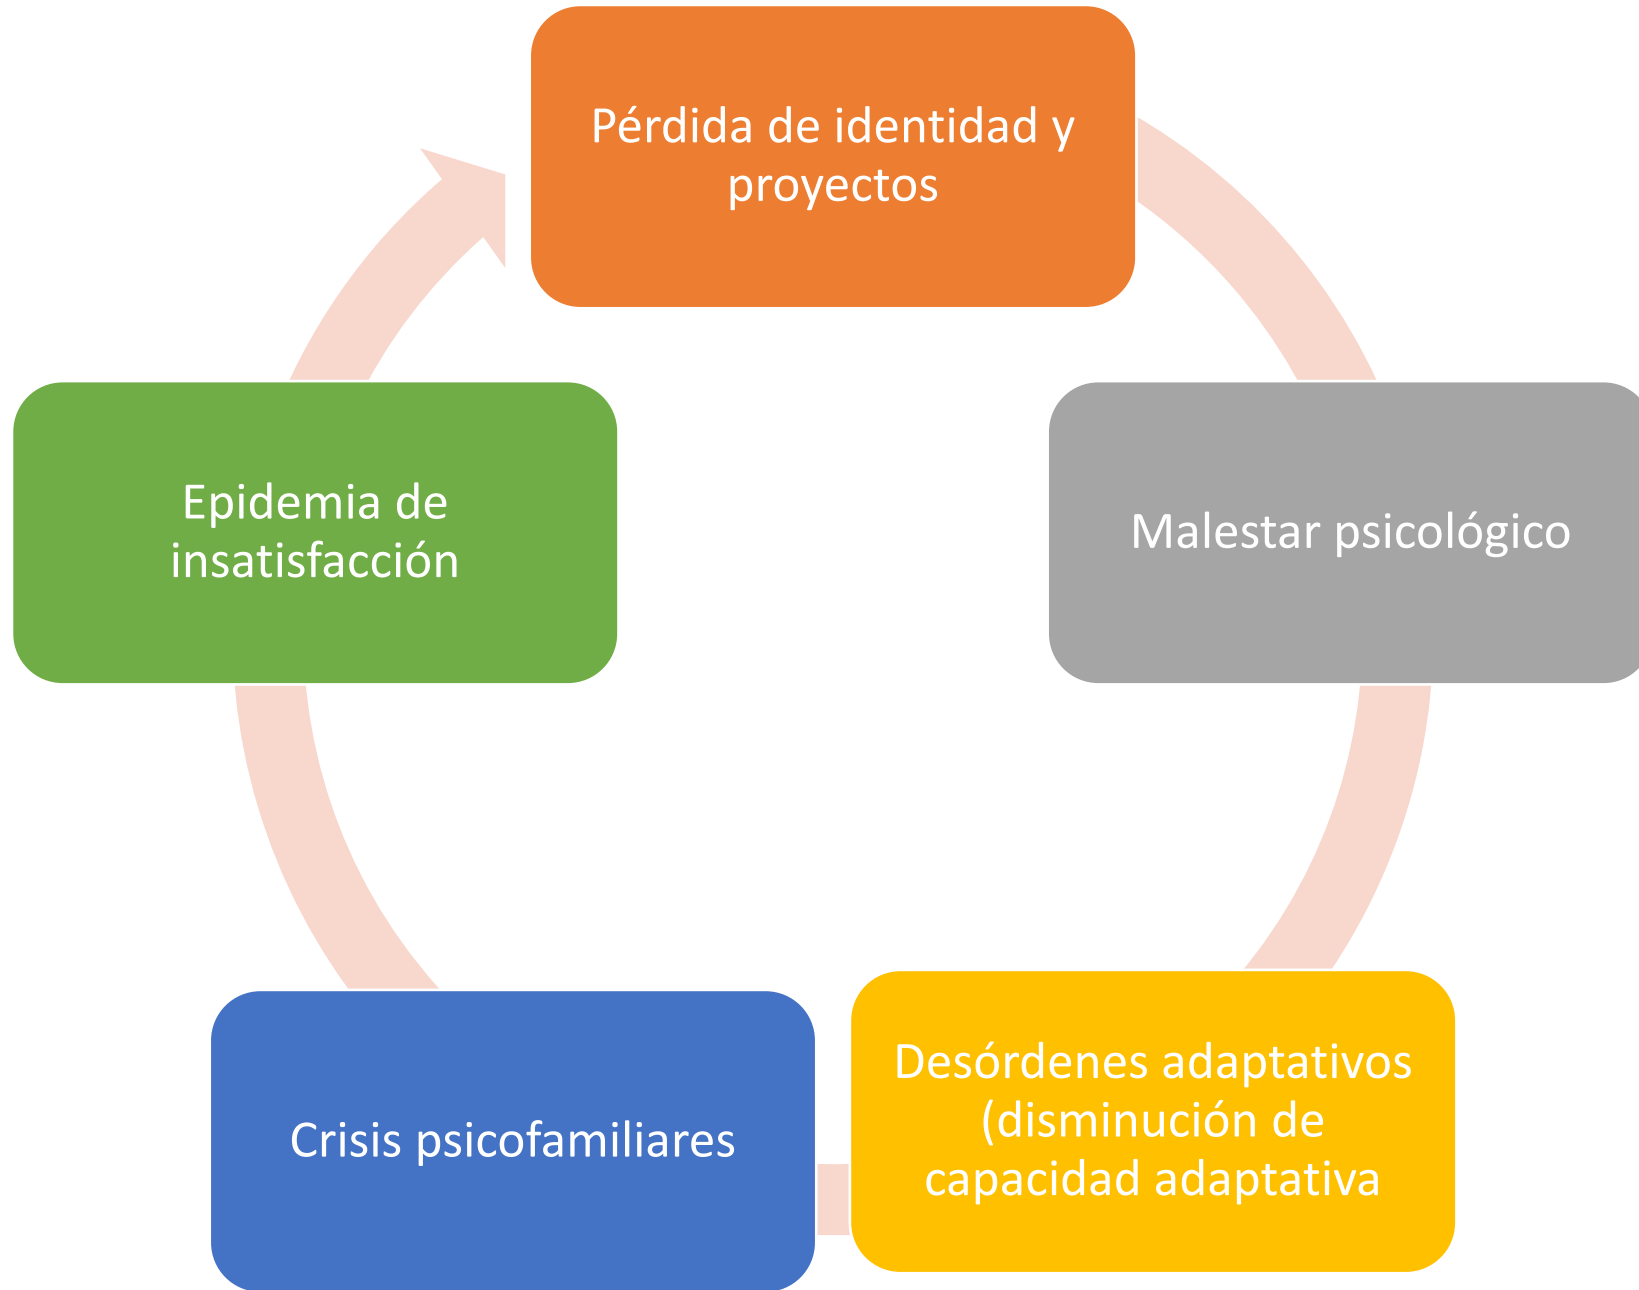 Pérdida de identidad y
proyectos
Malestar psicológico
Desórdenes adaptativos
(disminución de
capacidad adaptativa
Crisis psicofamiliares
Epidemia de
insatisfacción